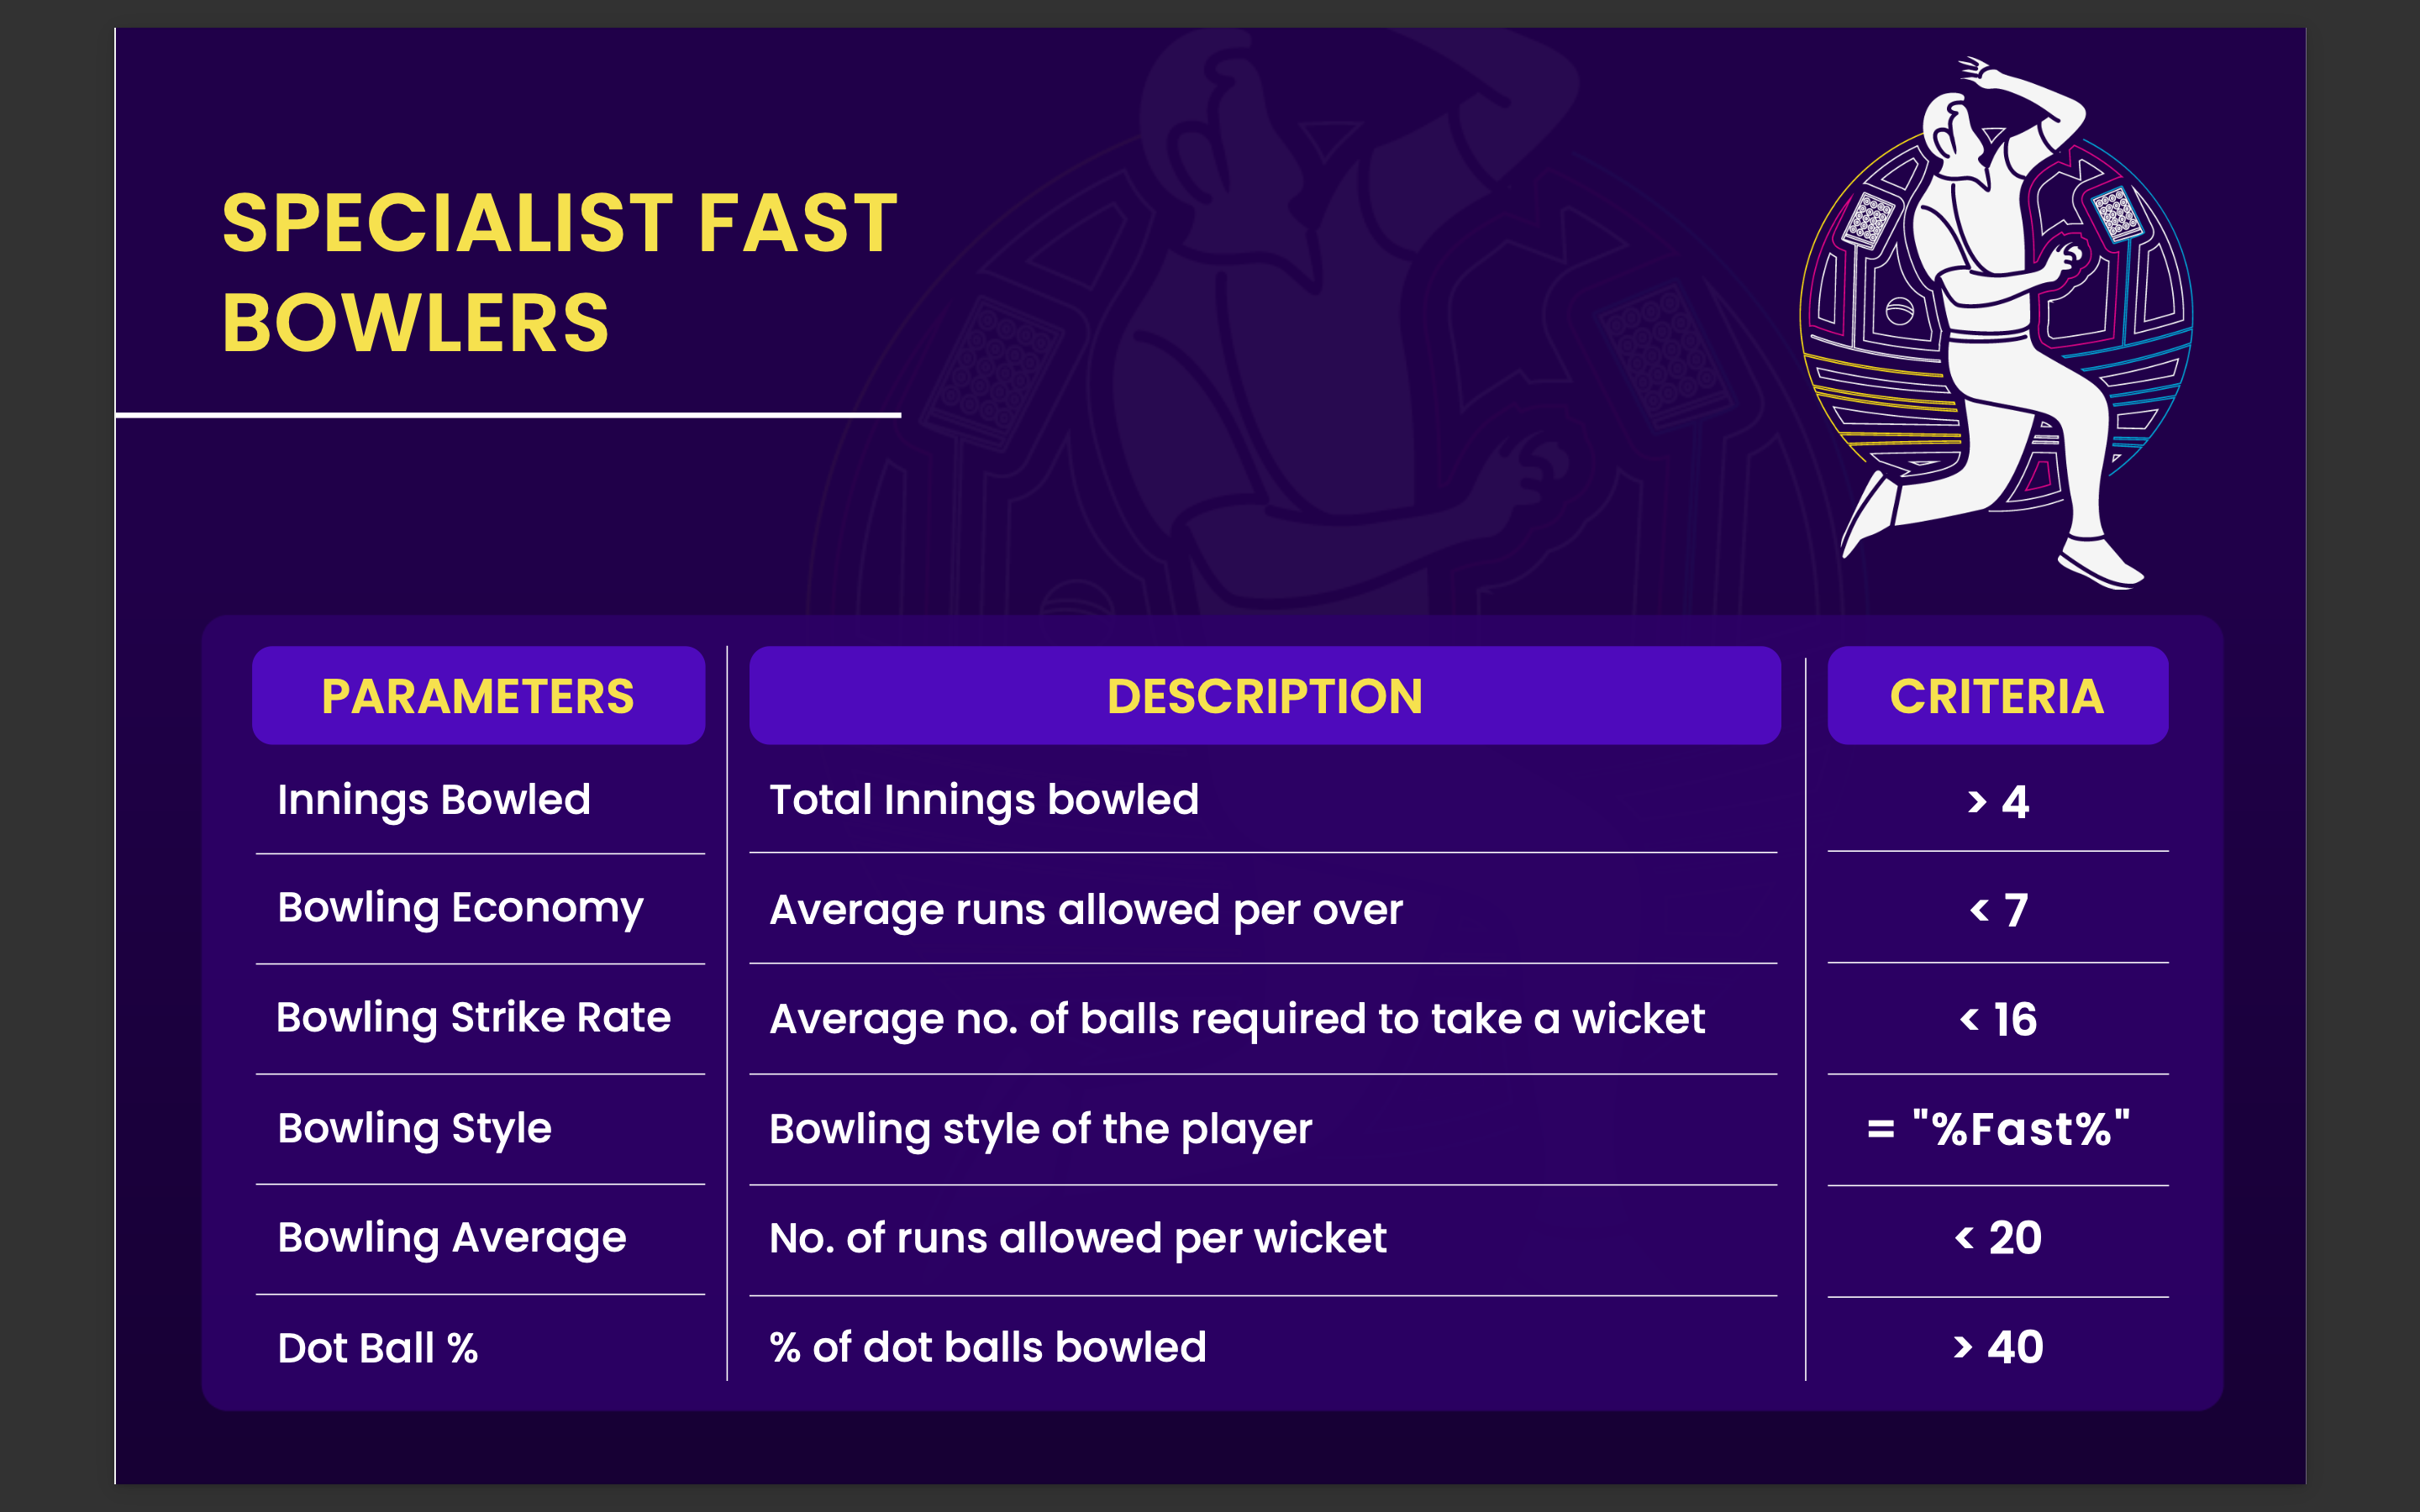 SPECIALIST FAST
BOWLERS
PARAMETERS DESCRIPTION CRITERIA
Innings Bowled Total Innings bowled > 4
Bowling Economy Average runs allowed per over < 7
Bowling Strike Rate Average no. of balls required to take a wicket < 16
Bowling Style Bowling style of the player = "%Fast%"
Bowling Average No. of runs allowed per wicket < 20
Dot Ball % % of dot balls bowled > 40